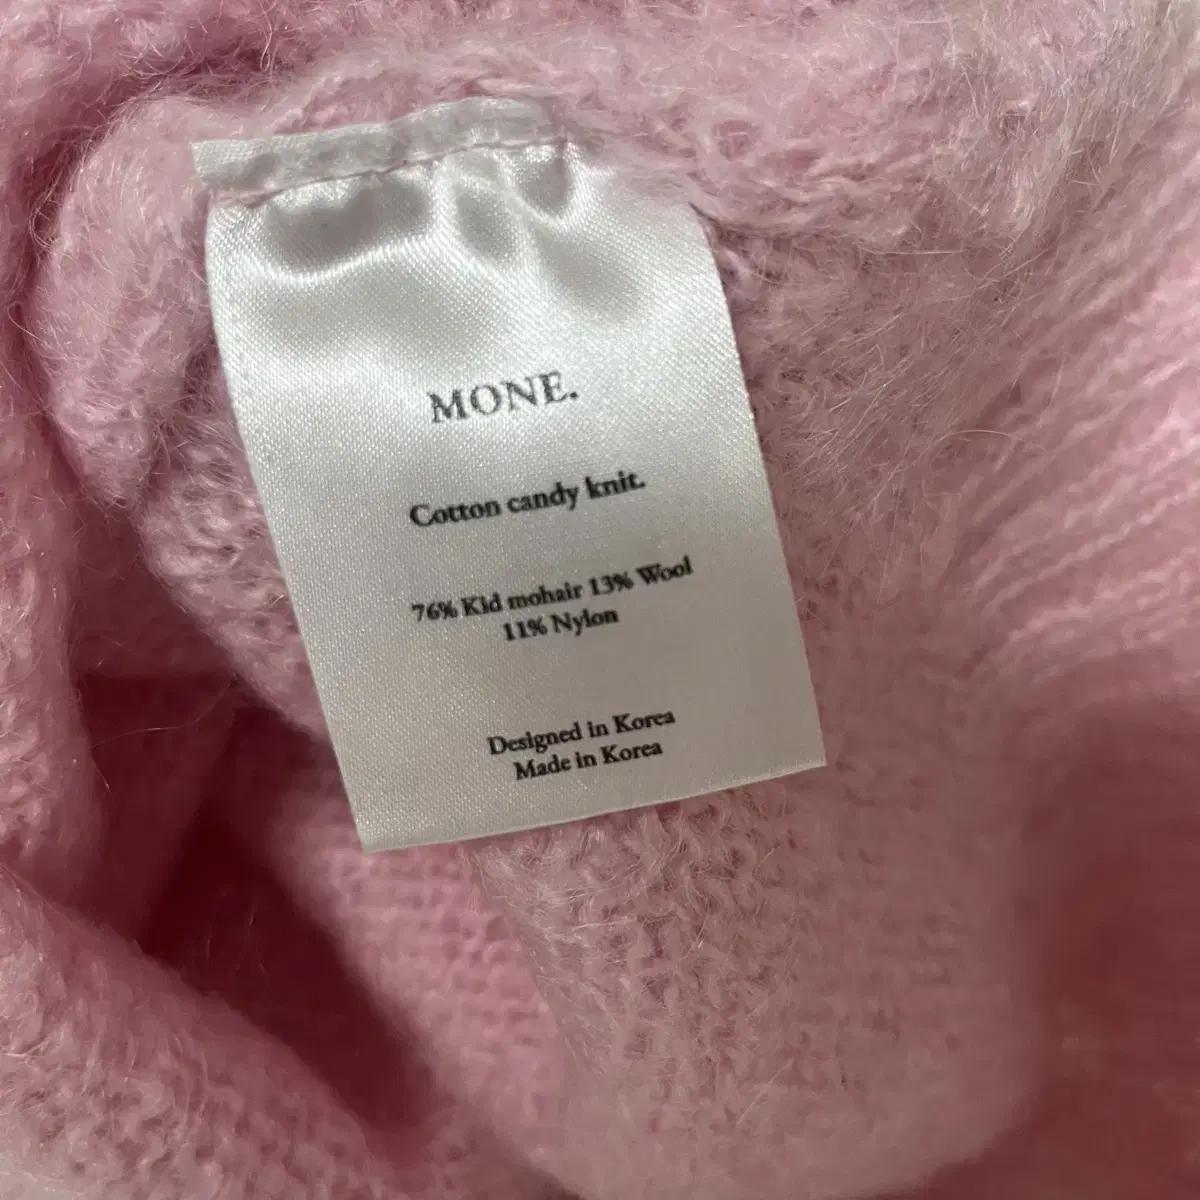 MONE.
Cotton candy knit.
76% Kid mohair 13% Wool
11% Nylon
Designed in Korea
Made in Korea